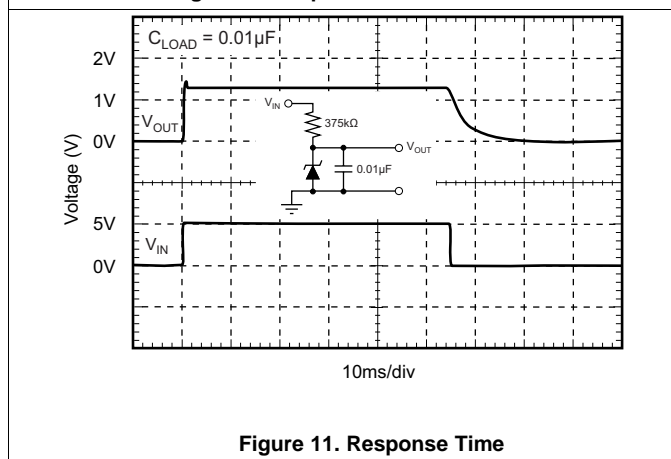 C_LOAD = 0.01µF
2V
1V
0V
V_OUT
V_IN
375kΩ
V_OUT
0.01µF
Voltage (V)
5V
V_IN
0V
10ms/div
Figure 11. Response Time